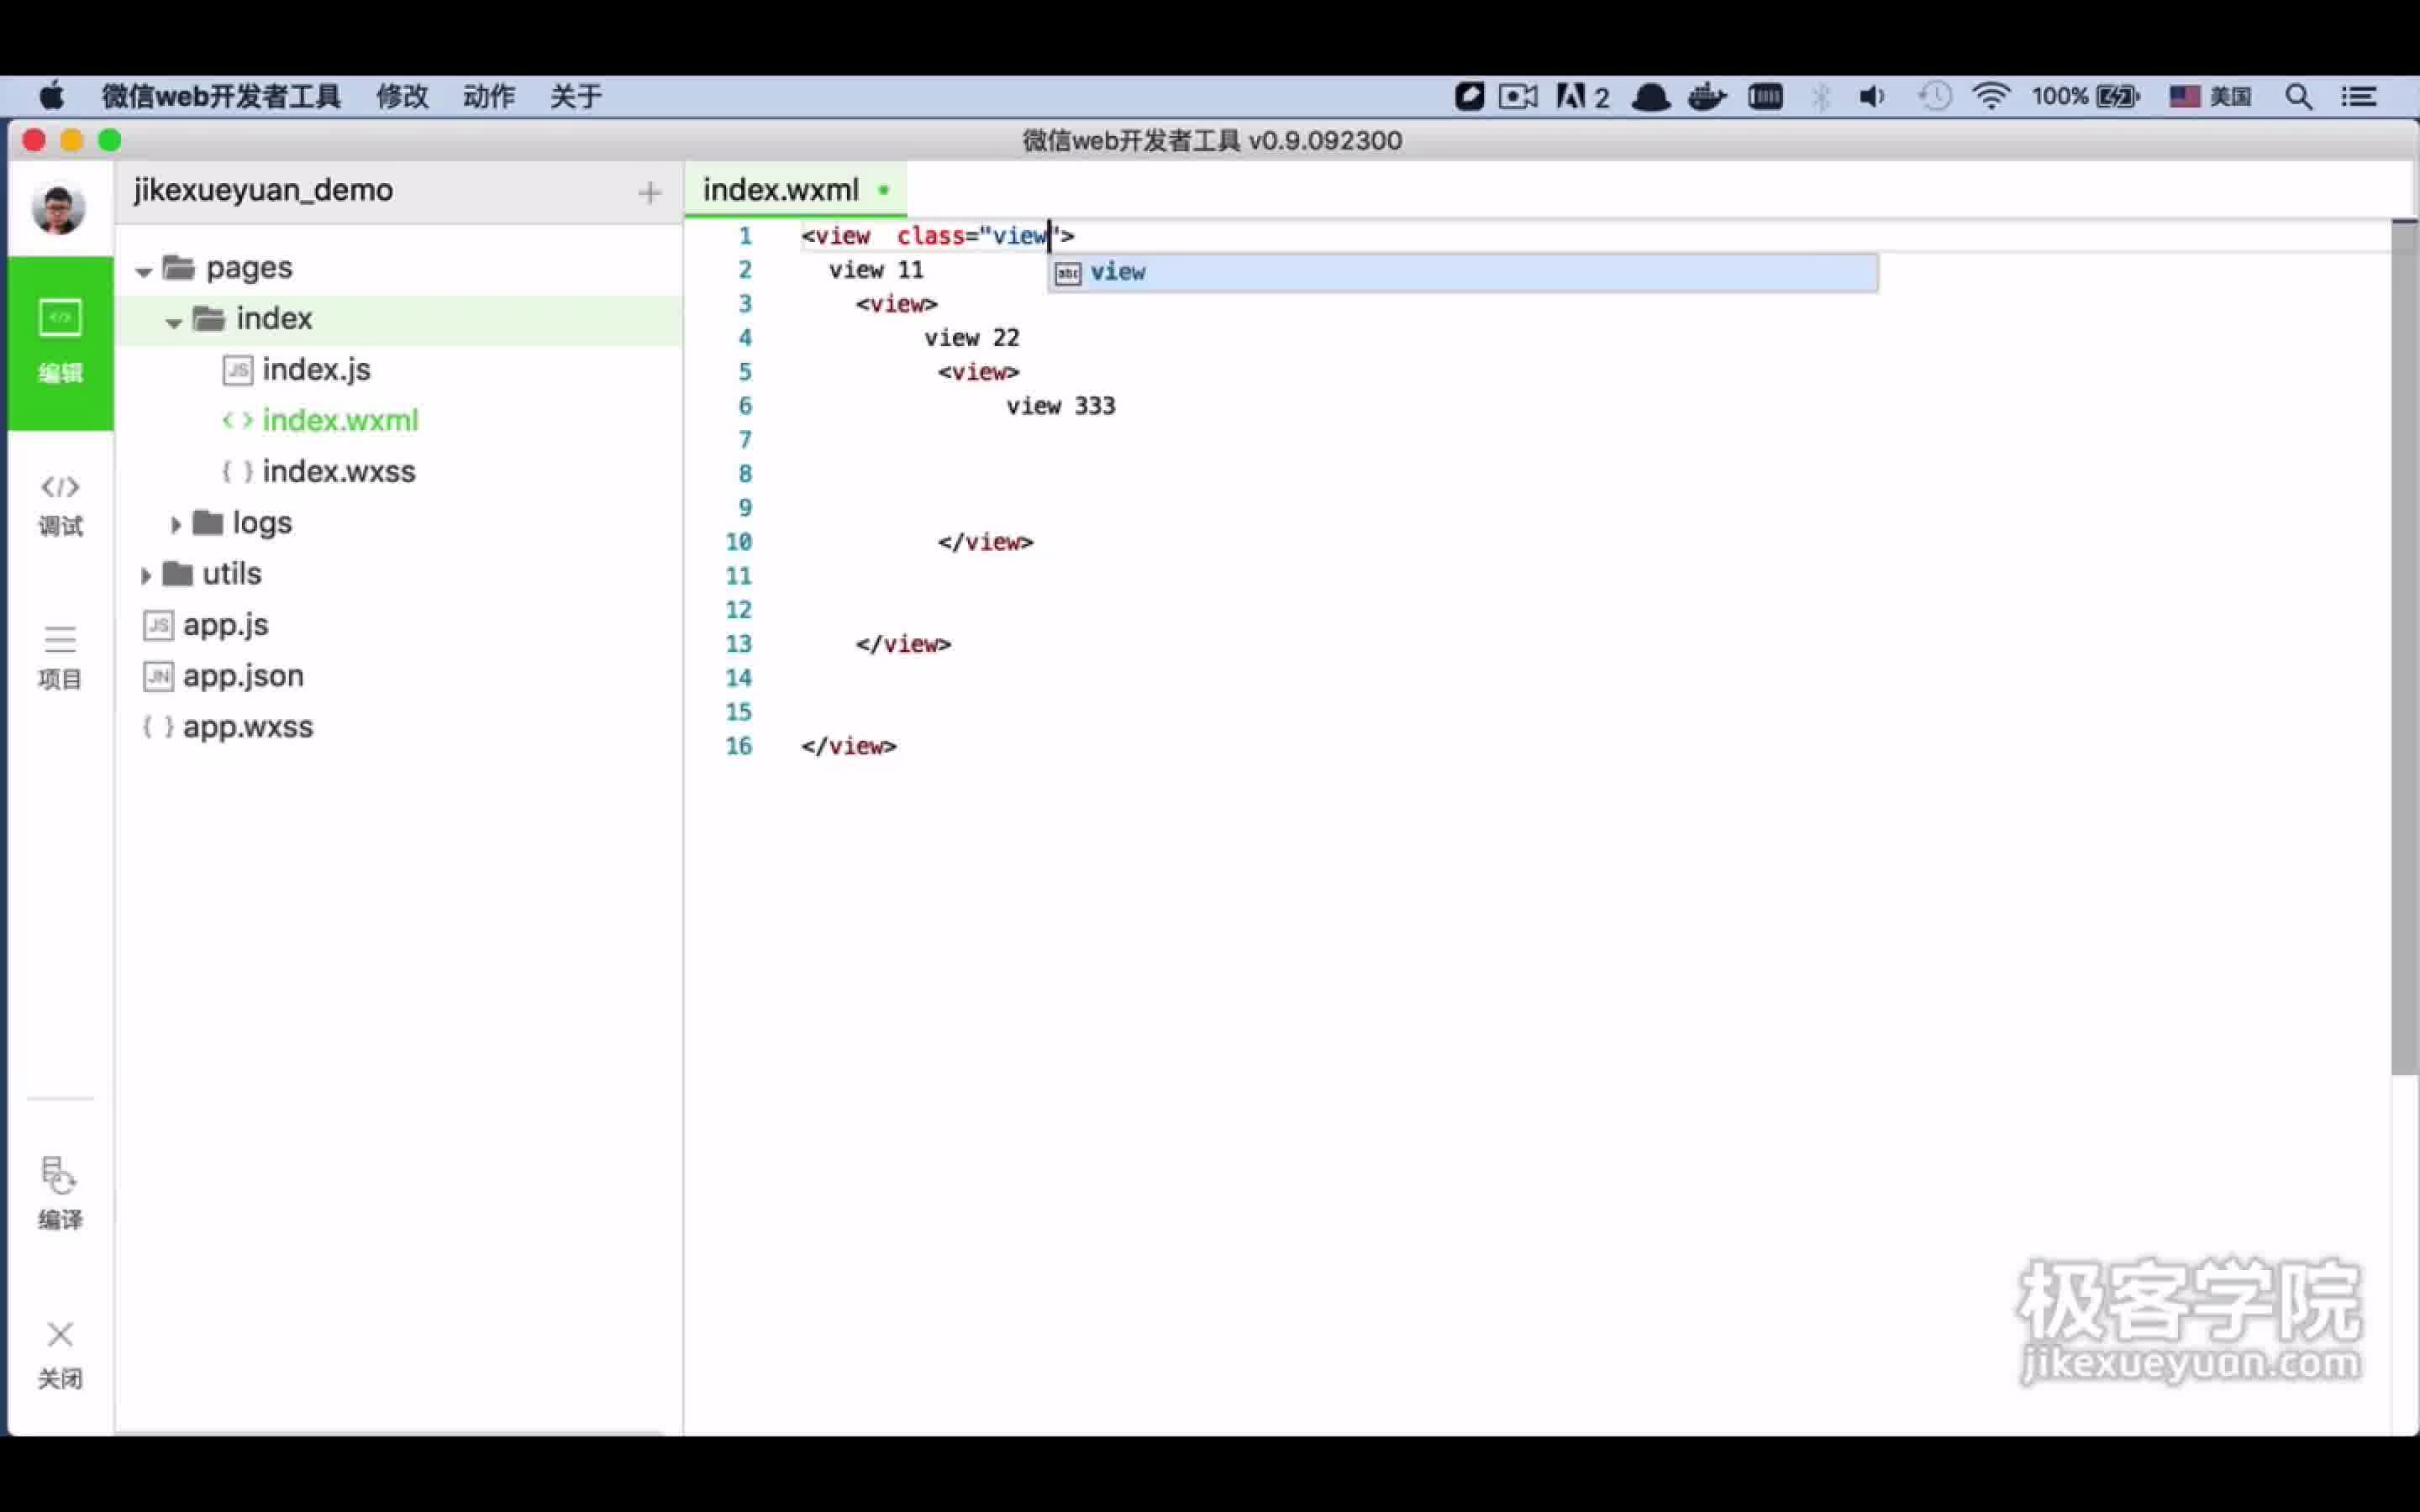 微信web开发者工具 修改 动作 关于 2 100% 美国
微信web开发者工具 v0.9.092300
jikexueyuan_demo
index.wxml
编辑
调试
项目
编译
关闭
pages
index
JS index.js
< > index.wxml
{ } index.wxss
logs
utils
JS app.js
JN app.json
{ } app.wxss
1 <view  class="view">
abc view
2 view 11
3 <view>
4 view 22
5 <view>
6 view 333
7
8
9
10 </view>
11
12
13 </view>
14
15
16 </view>
极客学院
jikexueyuan.com